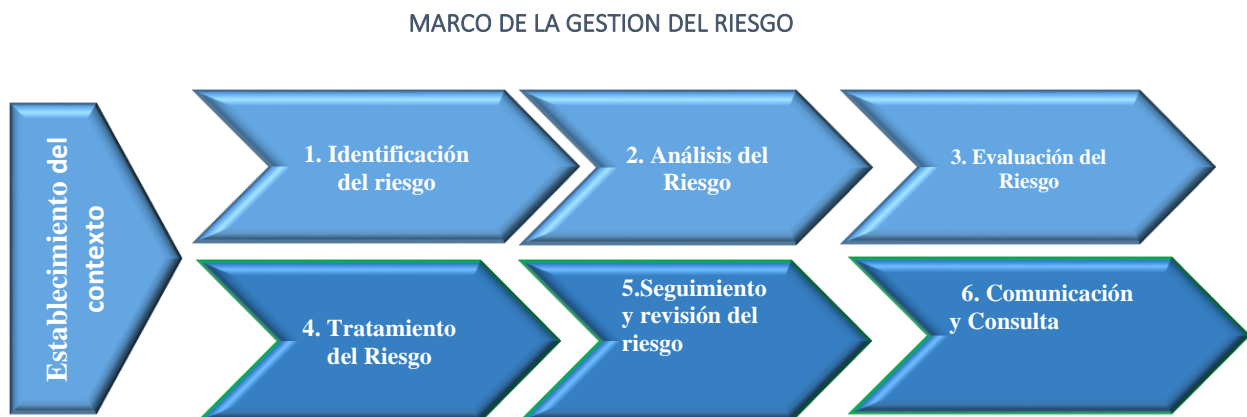 MARCO DE LA GESTION DEL RIESGO
Establecimiento del
contexto
1. Identificación
del riesgo
2. Análisis del
Riesgo
3. Evaluación del
Riesgo
4. Tratamiento
del Riesgo
5.Seguimiento
y revisión del
riesgo
6. Comunicación
y Consulta